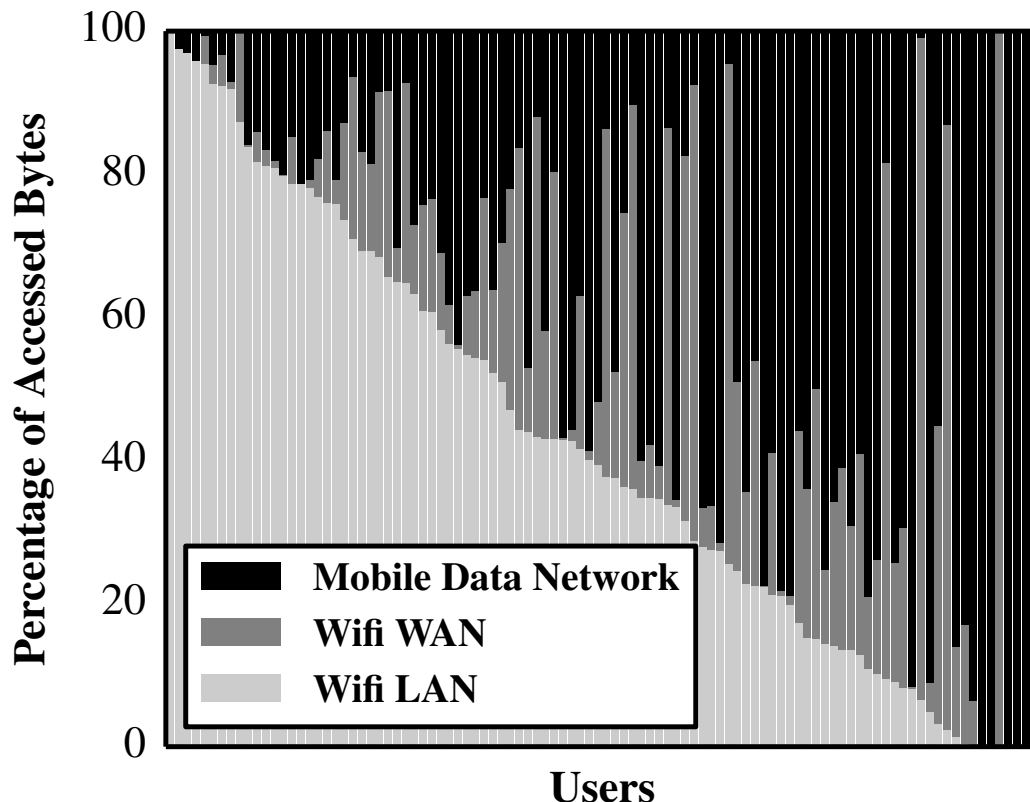 100
80
60
40
20
0
Percentage of Accessed Bytes
Mobile Data Network
Wifi WAN
Wifi LAN
Users